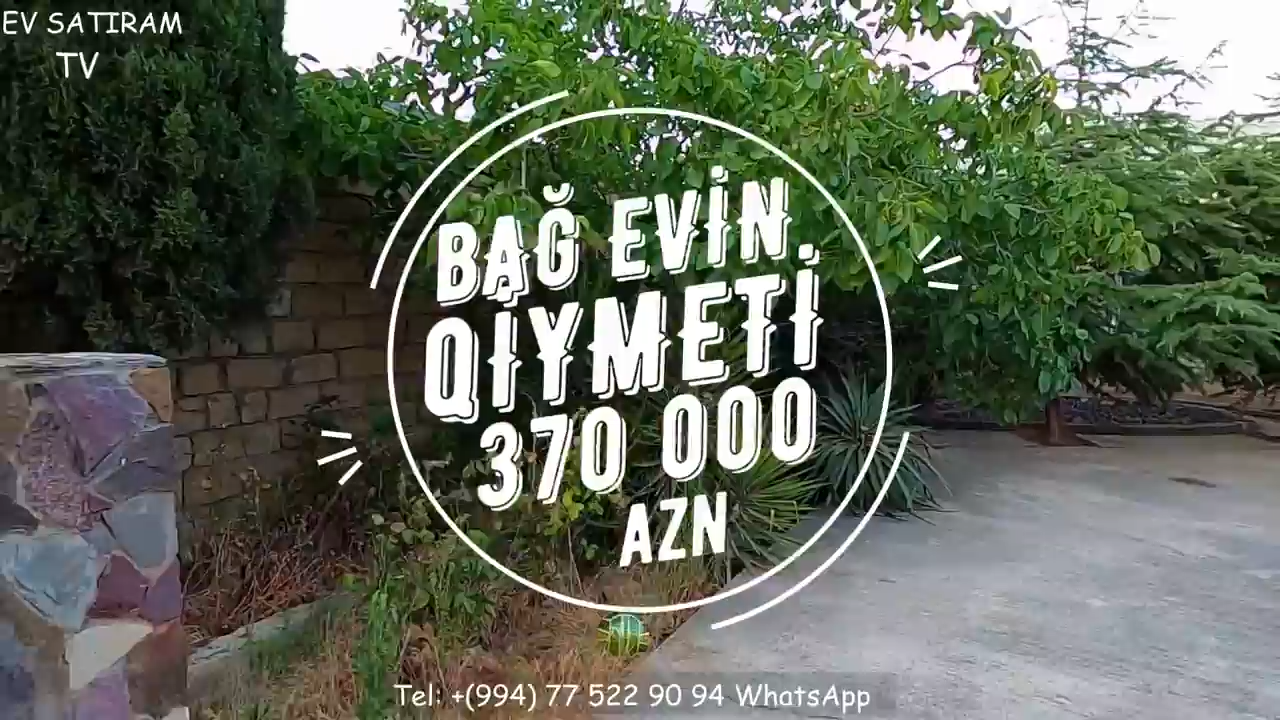 EV SATIRAM
TV
BAĞ EVİN
QİYMETİ
370 000
AZN
Tel: +(994) 77 522 90 94 WhatsApp